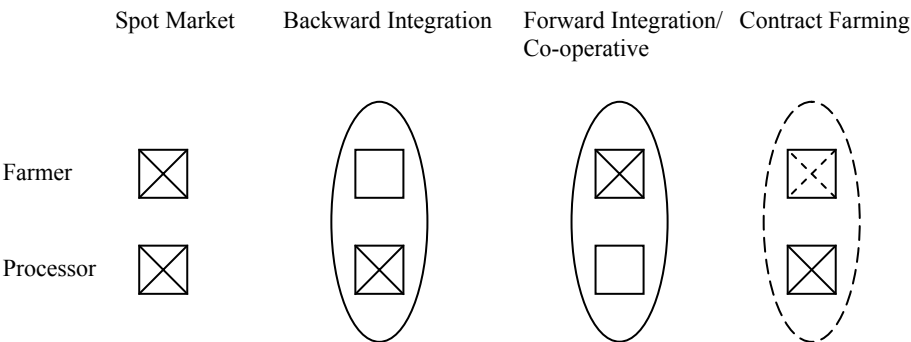 Spot Market Backward Integration Forward Integration/ Contract Farming
Co-operative
Farmer
Processor